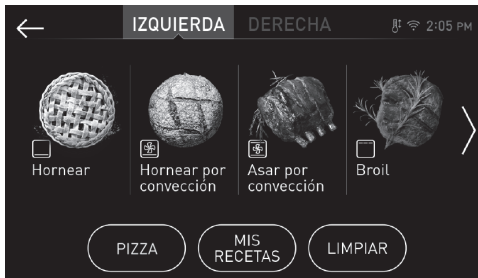 IZQUIERDA DERECHA 2:05 PM
Hornear
Hornear por
convección
Asar por
convección
Broil
PIZZA
MIS
RECETAS
LIMPIAR